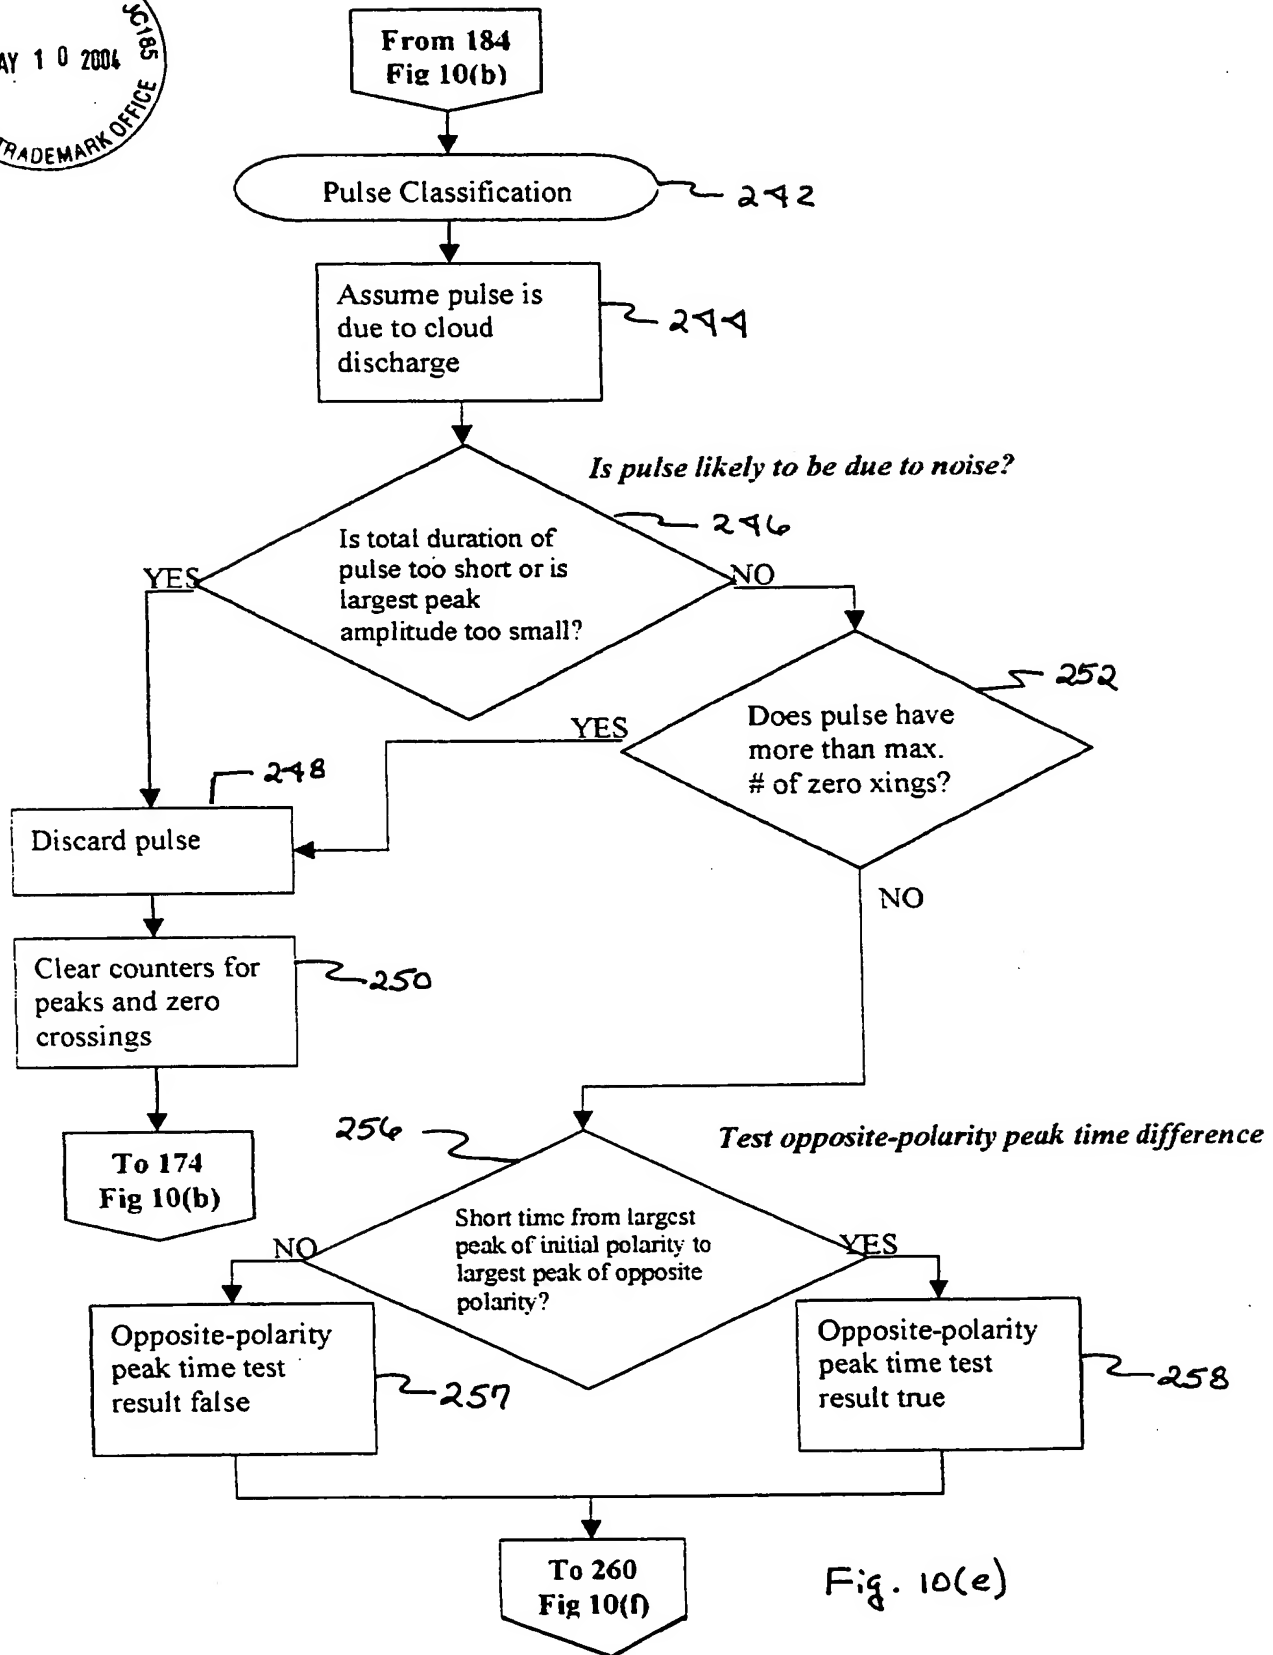 JC185
AY 1 0 2004
TRADEMARK OFFICE
From 184
Fig 10(b)
Pulse Classification
242
Assume pulse is
due to cloud
discharge
244
Is pulse likely to be due to noise?
246
Is total duration of
pulse too short or is
largest peak
amplitude too small?
YES
NO
252
Does pulse have
more than max.
# of zero xings?
YES
NO
248
Discard pulse
Clear counters for
peaks and zero
crossings
250
To 174
Fig 10(b)
256
Test opposite-polarity peak time difference
Short time from largest
peak of initial polarity to
largest peak of opposite
polarity?
NO
YES
Opposite-polarity
peak time test
result false
257
Opposite-polarity
peak time test
result true
258
To 260
Fig 10(f)
Fig. 10(e)